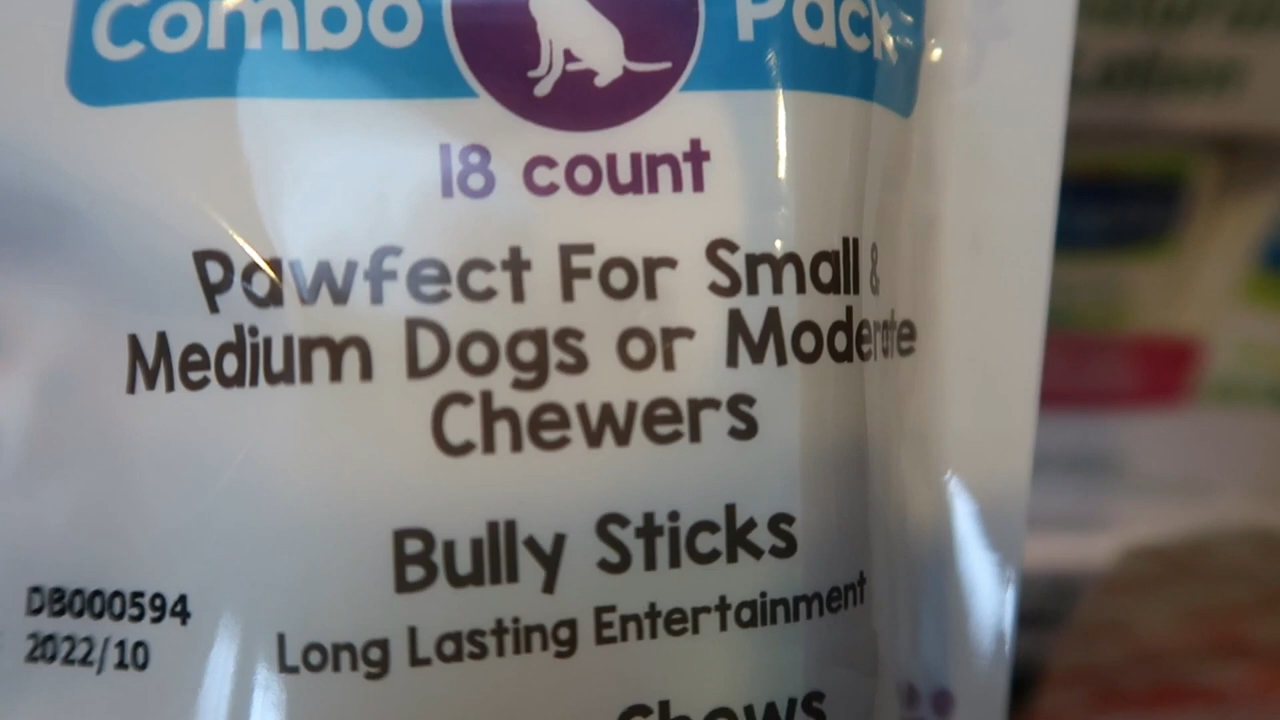 Combo Pack
18 count
Pawfect For Small &
Medium Dogs or Moderate
Chewers
Bully Sticks
Long Lasting Entertainment
DB000594
2022/10
Chews